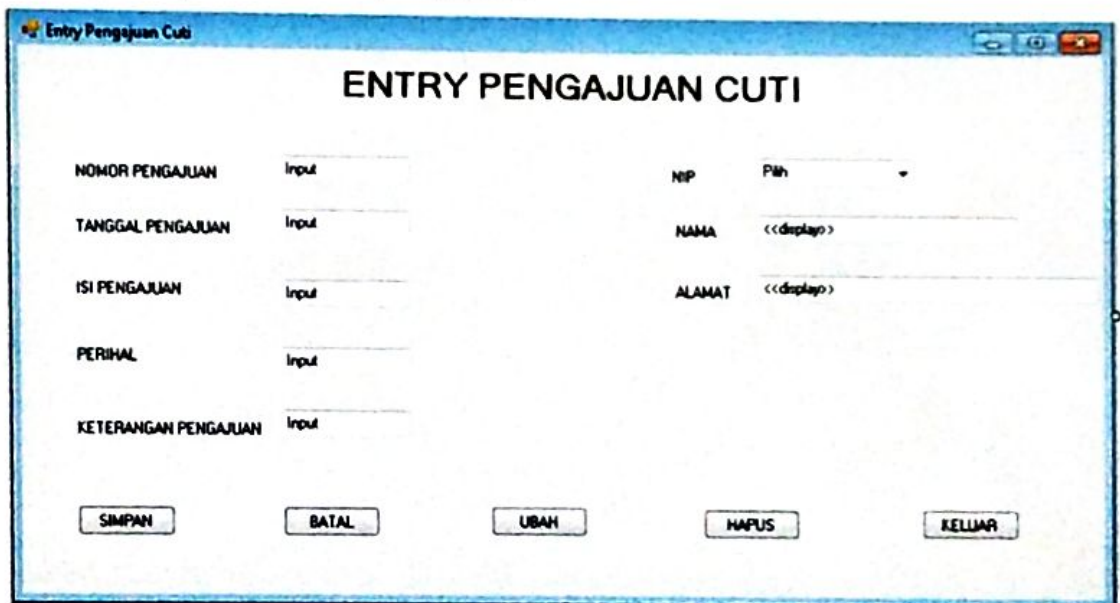 Entry Pengajuan Cuti
ENTRY PENGAJUAN CUTI
NOMOR PENGAJUAN Input
NIP Pilih
TANGGAL PENGAJUAN Input
NAMA <<display>>
ISI PENGAJUAN Input
ALAMAT <<display>>
PERIHAL Input
KETERANGAN PENGAJUAN Input
SIMPAN BATAL UBAH HAPUS KELUAR